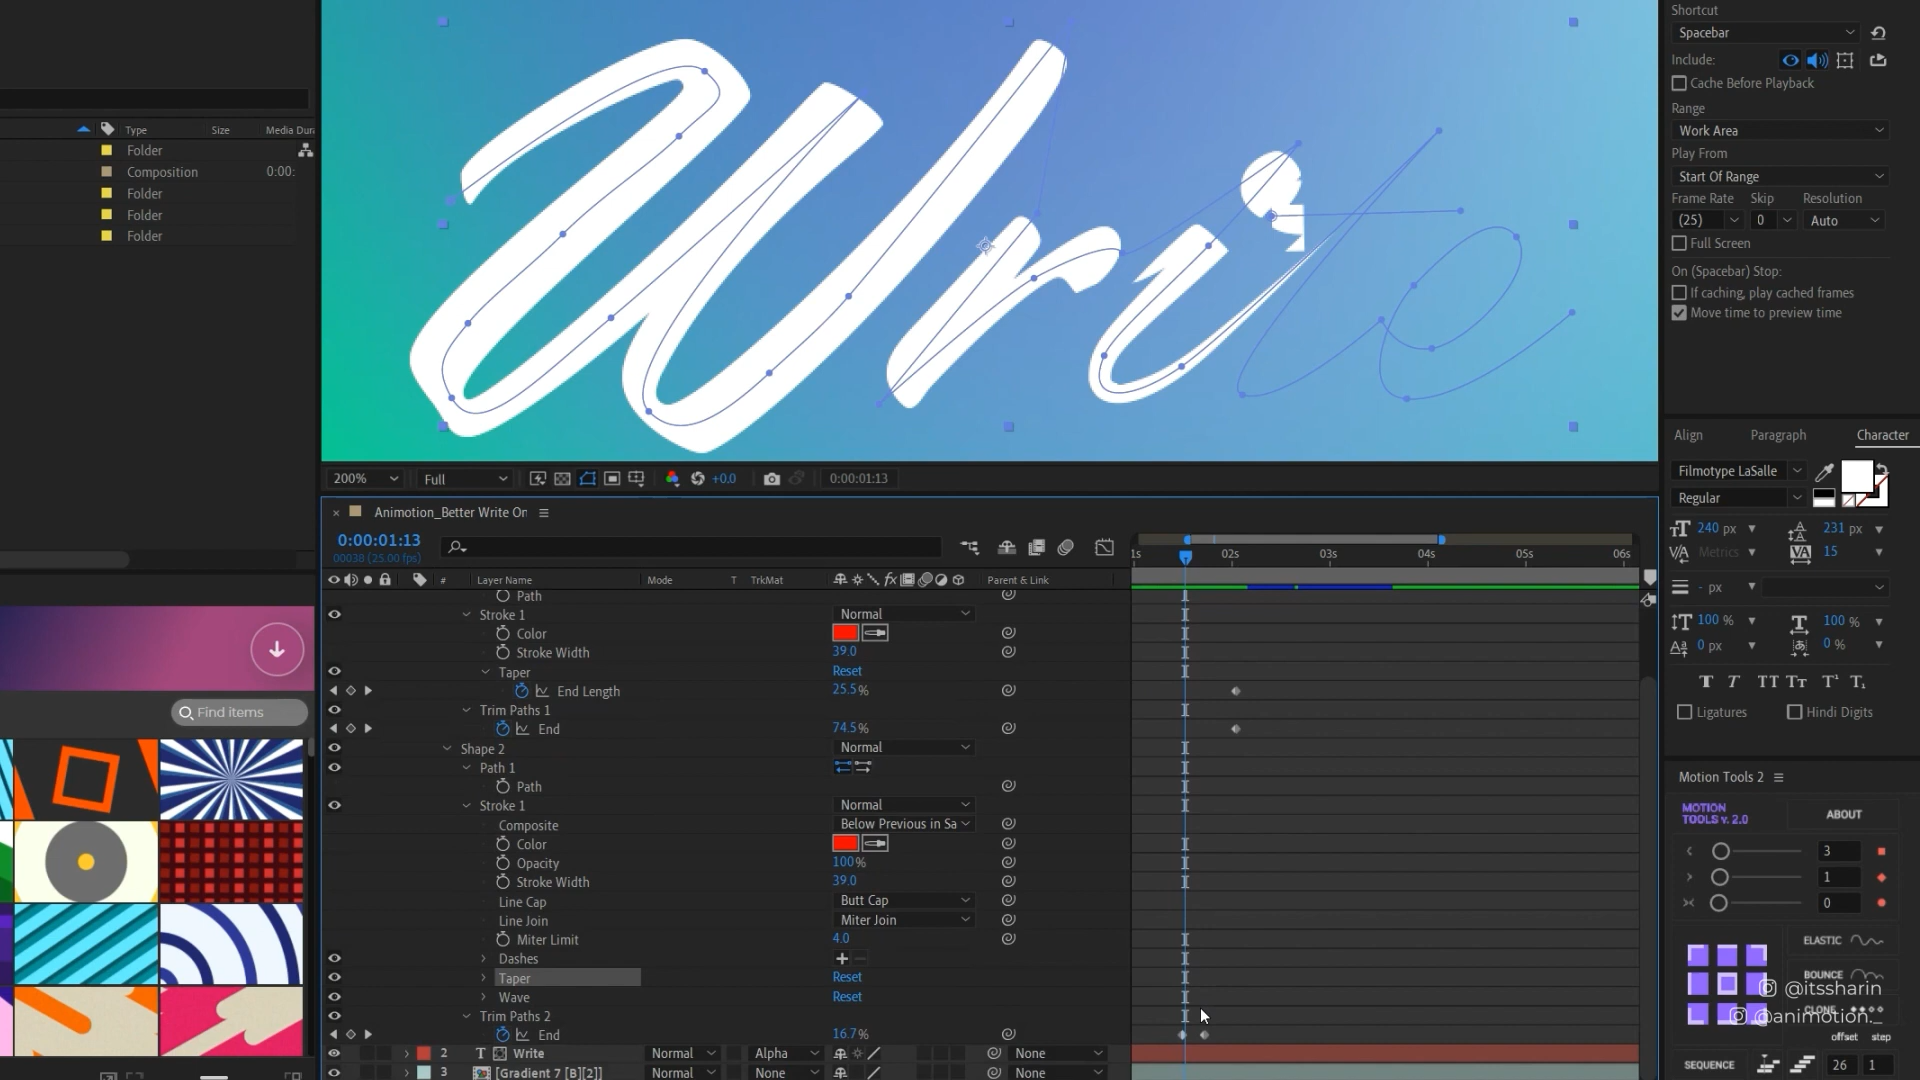 Shortcut
Spacebar
Include:
Cache Before Playback
Range
Work Area
Play From
Start Of Range
Frame Rate Skip Resolution
(25) 0 Auto
Full Screen
On (Spacebar) Stop:
If caching, play cached frames
Move time to preview time
Type Size Media Dura
Folder
Composition 0:00:
Folder
Folder
Folder
Write
200% Full +0.0 0:00:01:13
Align Paragraph Character
Filmotype LaSalle
Regular
240 px 231 px
Metrics 15
- px
100 % 100 %
0 px 0 %
Ligatures Hindi Digits
Animotion_Better Write On
0:00:01:13
00038 (25.00 fps)
1s 02s 03s 04s 05s 06s
# Layer Name Mode T TrkMat Parent & Link
Path
Stroke 1 Normal
Color
Stroke Width 39.0
Taper Reset
End Length 25.5%
Trim Paths 1
End 74.5%
Shape 2 Normal
Path 1
Path
Stroke 1 Normal
Composite Below Previous in Sa
Color
Opacity 100%
Stroke Width 39.0
Line Cap Butt Cap
Line Join Miter Join
Miter Limit 4.0
Dashes
Taper Reset
Wave Reset
Trim Paths 2
End 16.7%
2 T Write Normal Alpha None
3 [Gradient 7 [B][2]] Normal None None
Find items
Motion Tools 2
MOTION
TOOLS v. 2.0
ABOUT
3
1
0
ELASTIC
BOUNCE
CLONE
@itssharin
@animotion._
offset step
SEQUENCE 26 1